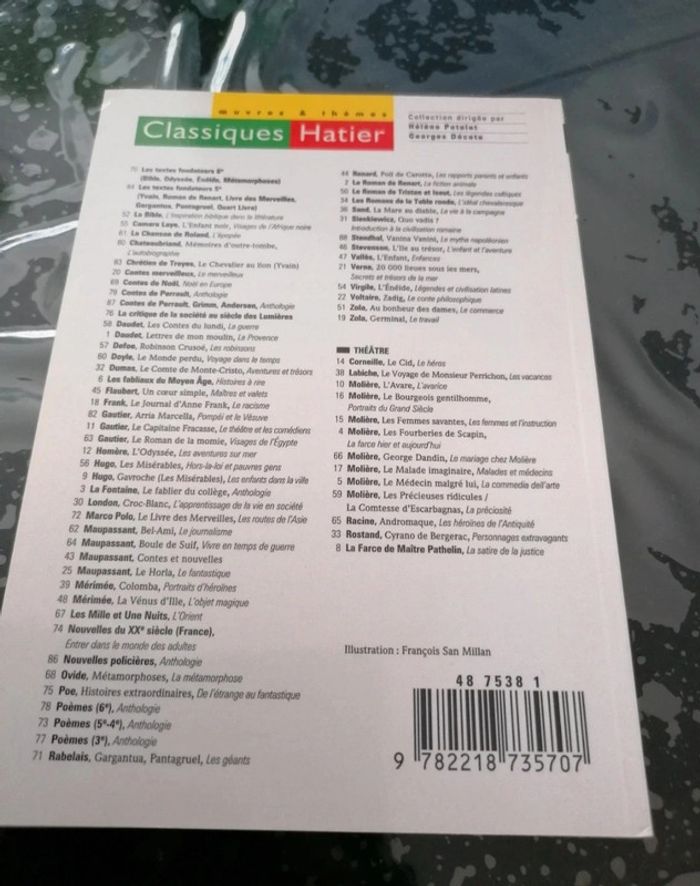 œuvres & thèmes
Classiques Hatier
Collection dirigée par
Hélène Potelet
Georges Décote
70 Les textes fondateurs 6e
(Bible, Odyssée, Énéide, Métamorphoses)
84 Les textes fondateurs 5e
(Yvain, Roman de Renart, Livre des Merveilles,
Gargantua, Pantagruel, Quart Livre)
52 La Bible, L'inspiration biblique dans la littérature
55 Camara Laye, L'Enfant noir, Visages de l'Afrique noire
61 La Chanson de Roland, L'épopée
80 Chateaubriand, Mémoires d'outre-tombe,
L'autobiographie
63 Chrétien de Troyes, Le Chevalier au lion (Yvain)
20 Contes merveilleux, Le merveilleux
69 Contes de Noël, Noël en Europe
79 Contes de Perrault, Anthologie
87 Contes de Perrault, Grimm, Andersen, Anthologie
76 La critique de la société au siècle des Lumières
58 Daudet, Les Contes du lundi, La guerre
1 Daudet, Lettres de mon moulin, La Provence
57 Defoe, Robinson Crusoé, Les robinsons
60 Doyle, Le Monde perdu, Voyage dans le temps
32 Dumas, Le Comte de Monte-Cristo, Aventures et trésors
6 Les fabliaux du Moyen Âge, Histoires à rire
45 Flaubert, Un cœur simple, Maîtres et valets
18 Frank, Le Journal d'Anne Frank, Le racisme
82 Gautier, Arria Marcella, Pompéi et le Vésuve
11 Gautier, Le Capitaine Fracasse, Le théâtre et les comédiens
63 Gautier, Le Roman de la momie, Visages de l'Égypte
12 Homère, L'Odyssée, Les aventures sur mer
56 Hugo, Les Misérables, Hors-la-loi et pauvres gens
9 Hugo, Gavroche (Les Misérables), Les enfants dans la ville
3 La Fontaine, Le fablier du collège, Anthologie
30 London, Croc-Blanc, L'apprentissage de la vie en société
72 Marco Polo, Le Livre des Merveilles, Les routes de l'Asie
62 Maupassant, Bel-Ami, Le journalisme
64 Maupassant, Boule de Suif, Vivre en temps de guerre
43 Maupassant, Contes et nouvelles
25 Maupassant, Le Horla, Le fantastique
39 Mérimée, Colomba, Portraits d'héroïnes
48 Mérimée, La Vénus d'Ille, L'objet magique
67 Les Mille et Une Nuits, L'Orient
74 Nouvelles du XXe siècle (France),
Entrer dans le monde des adultes
86 Nouvelles policières, Anthologie
68 Ovide, Métamorphoses, La métamorphose
75 Poe, Histoires extraordinaires, De l'étrange au fantastique
78 Poèmes (6e), Anthologie
73 Poèmes (5e-4e), Anthologie
77 Poèmes (3e), Anthologie
71 Rabelais, Gargantua, Pantagruel, Les géants
44 Renard, Poil de Carotte, Les rapports parents et enfants
2 Le Roman de Renart, La fiction animale
50 Le Roman de Tristan et Iseut, Les légendes celtiques
34 Les Romans de la Table ronde, L'idéal chevaleresque
36 Sand, La Mare au diable, La vie à la campagne
31 Sienkiewicz, Quo vadis ?
Introduction à la civilisation romaine
88 Stendhal, Vanina Vanini, Le mythe napoléonien
46 Stevenson, L'Ile au trésor, L'enfant et l'aventure
47 Vallès, L'Enfant, Enfances
21 Verne, 20 000 lieues sous les mers,
Secrets et trésors de la mer
54 Virgile, L'Énéide, Légendes et civilisation latines
22 Voltaire, Zadig, Le conte philosophique
51 Zola, Au bonheur des dames, Le commerce
19 Zola, Germinal, Le travail
THÉÂTRE
14 Corneille, Le Cid, Le héros
38 Labiche, Le Voyage de Monsieur Perrichon, Les vacances
10 Molière, L'Avare, L'avarice
16 Molière, Le Bourgeois gentilhomme,
Portraits du Grand Siècle
15 Molière, Les Femmes savantes, Les femmes et l'instruction
4 Molière, Les Fourberies de Scapin,
La farce hier et aujourd'hui
66 Molière, George Dandin, Le mariage chez Molière
17 Molière, Le Malade imaginaire, Malades et médecins
5 Molière, Le Médecin malgré lui, La commedia dell'arte
59 Molière, Les Précieuses ridicules /
La Comtesse d'Escarbagnas, La préciosité
65 Racine, Andromaque, Les héroïnes de l'Antiquité
33 Rostand, Cyrano de Bergerac, Personnages extravagants
8 La Farce de Maître Pathelin, La satire de la justice
Illustration : François San Millan
48 7538 1
9 782218 735707